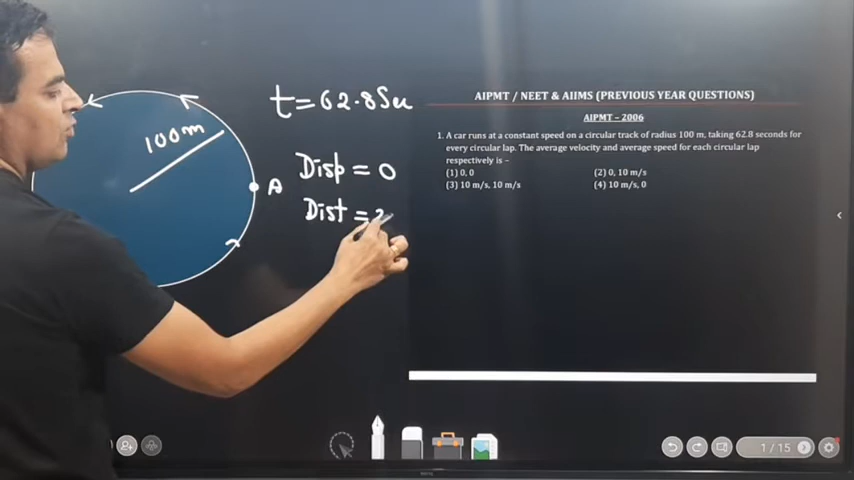 100m
A
t = 62.8 Sec
Disp = 0
Dist = 2
AIPMT / NEET & AIIMS (PREVIOUS YEAR QUESTIONS)
AIPMT – 2006
1. A car runs at a constant speed on a circular track of radius 100 m, taking 62.8 seconds for
every circular lap. The average velocity and average speed for each circular lap
respectively is –
(1) 0, 0 (2) 0, 10 m/s
(3) 10 m/s, 10 m/s (4) 10 m/s, 0
1 / 15